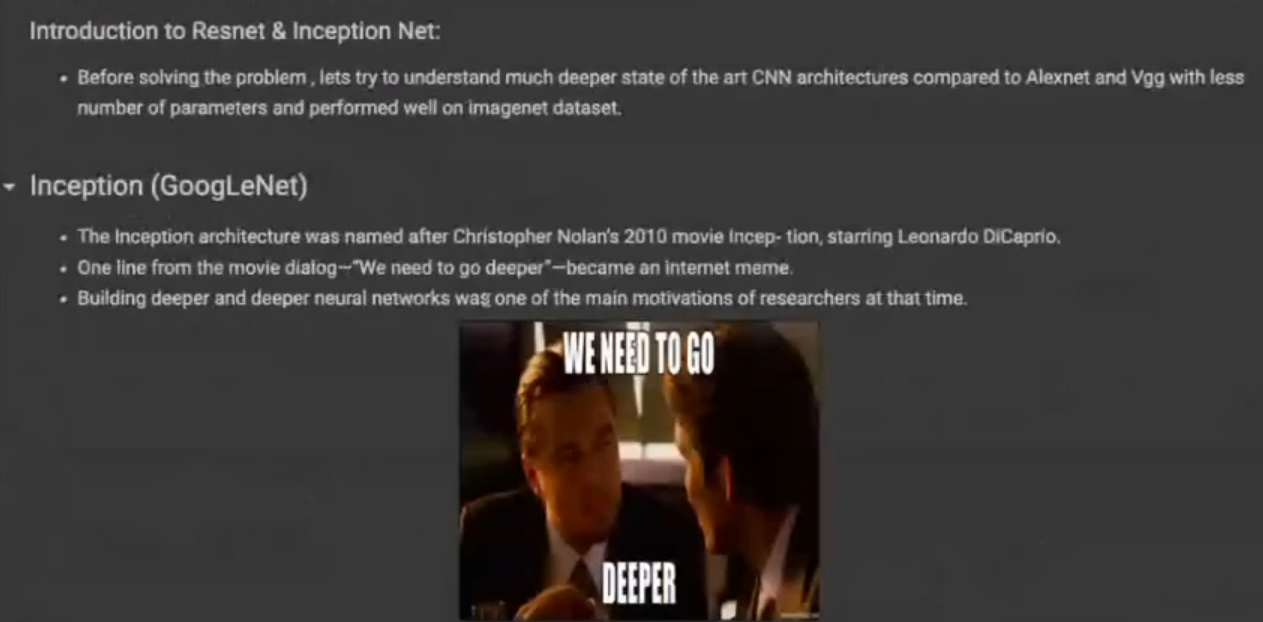 Introduction to Resnet & Inception Net:
• Before solving the problem , lets try to understand much deeper state of the art CNN architectures compared to Alexnet and Vgg with less
number of parameters and performed well on imagenet dataset.
Inception (GoogLeNet)
• The Inception architecture was named after Christopher Nolan's 2010 movie Incep- tion, starring Leonardo DiCaprio.
• One line from the movie dialog—"We need to go deeper"—became an internet meme.
• Building deeper and deeper neural networks was one of the main motivations of researchers at that time.
WE NEED TO GO
DEEPER